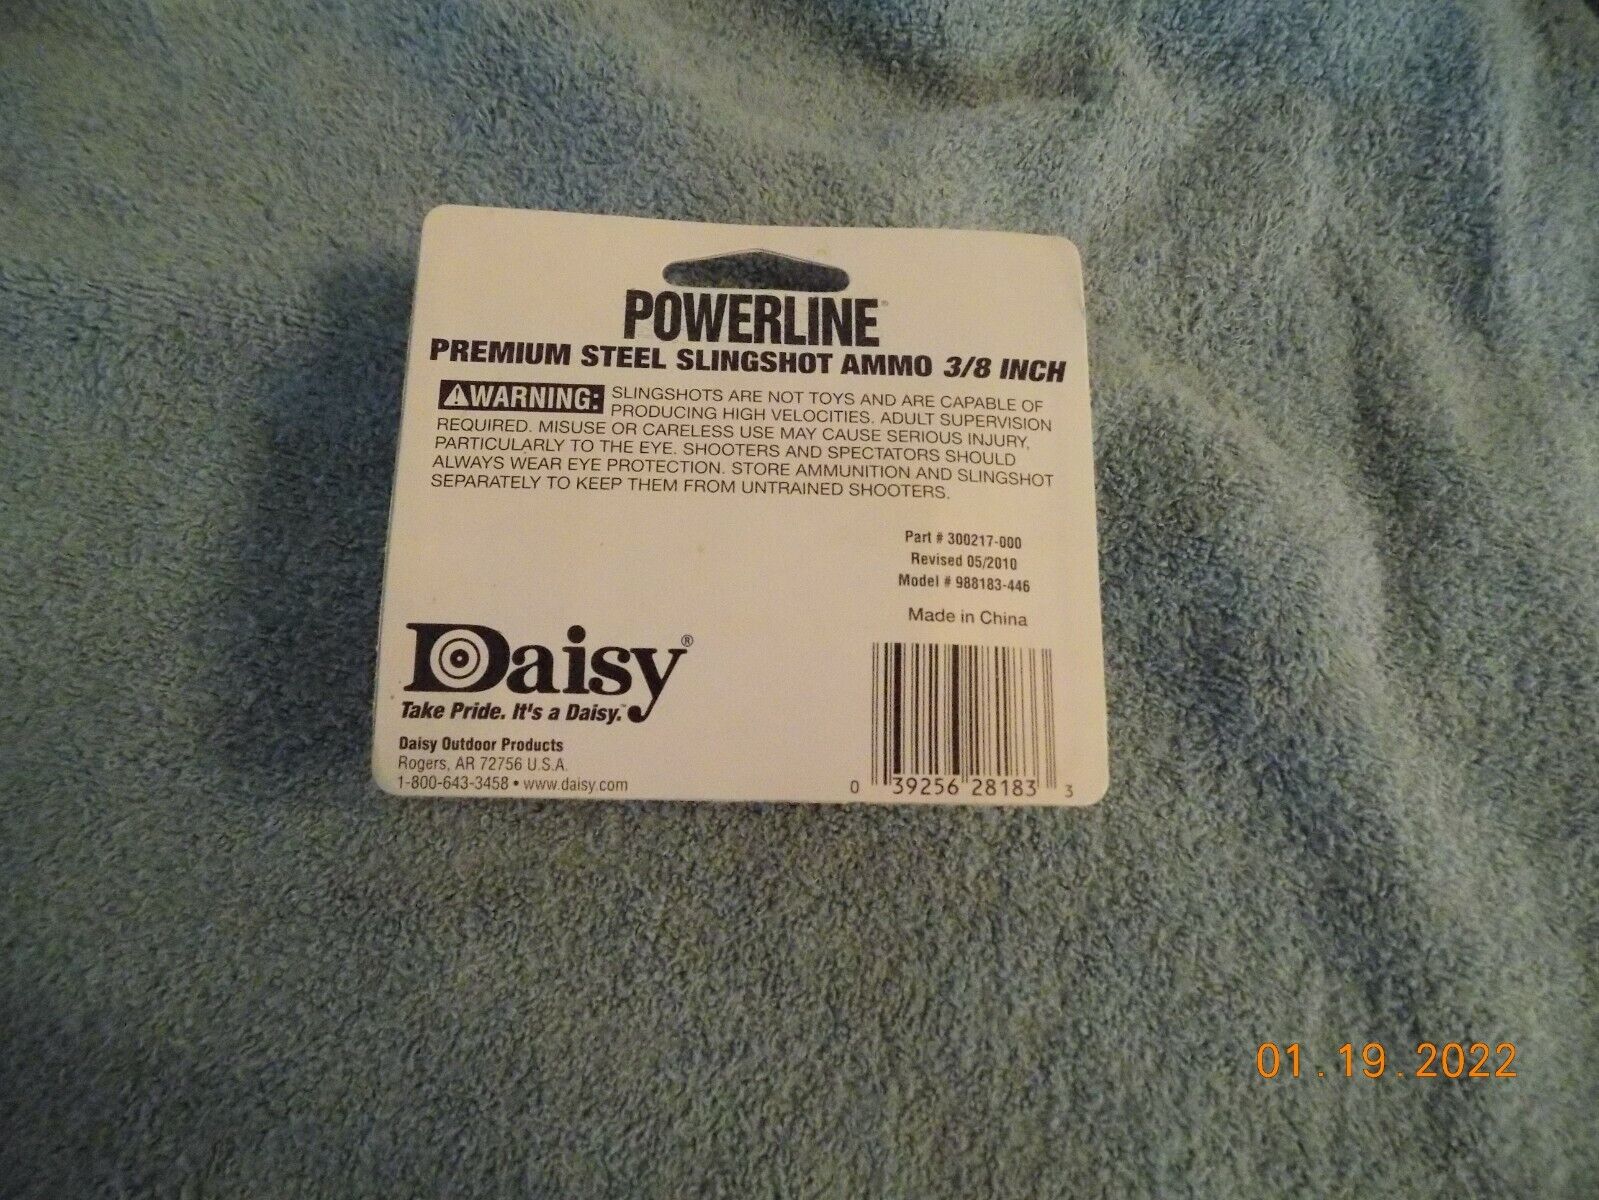 POWERLINE®
PREMIUM STEEL SLINGSHOT AMMO 3/8 INCH
WARNING: SLINGSHOTS ARE NOT TOYS AND ARE CAPABLE OF
PRODUCING HIGH VELOCITIES. ADULT SUPERVISION
REQUIRED. MISUSE OR CARELESS USE MAY CAUSE SERIOUS INJURY,
PARTICULARLY TO THE EYE. SHOOTERS AND SPECTATORS SHOULD
ALWAYS WEAR EYE PROTECTION. STORE AMMUNITION AND SLINGSHOT
SEPARATELY TO KEEP THEM FROM UNTRAINED SHOOTERS.
Part # 300217-000
Revised 05/2010
Model # 988183-446
Made in China
Daisy®
Take Pride. It's a Daisy.™
Daisy Outdoor Products
Rogers, AR 72756 U.S.A.
1-800-643-3458 • www.daisy.com
0 39256 28183 3
01.19.2022